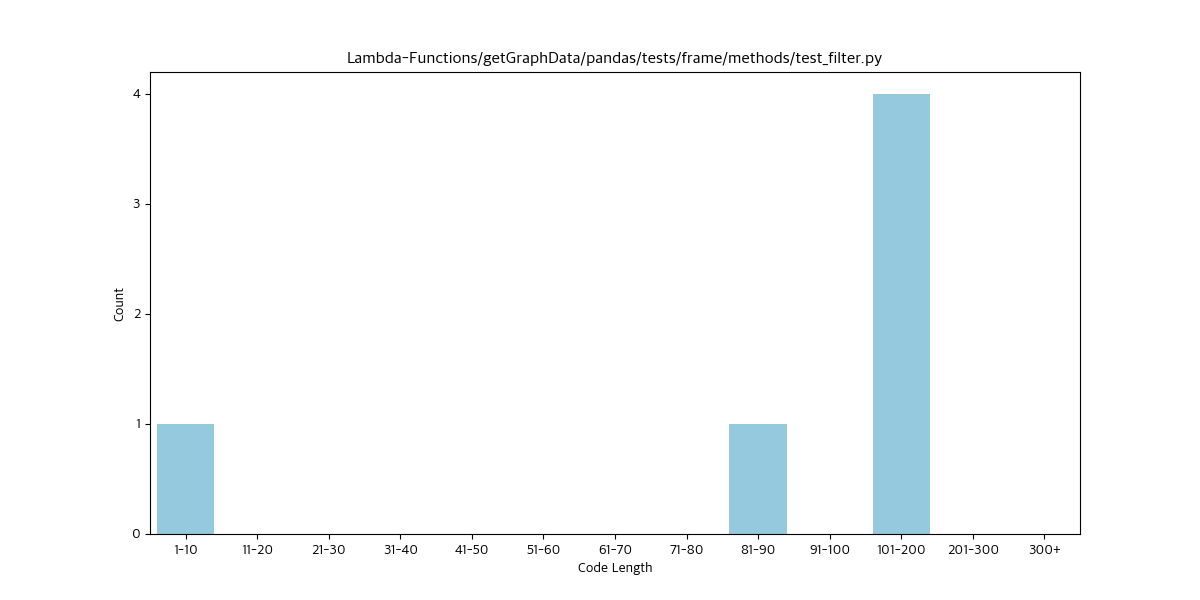 Lambda-Functions/getGraphData/pandas/tests/frame/methods/test_filter.py
4
3
2
1
0
Count
1-10 11-20 21-30 31-40 41-50 51-60 61-70 71-80 81-90 91-100 101-200 201-300 300+
Code Length